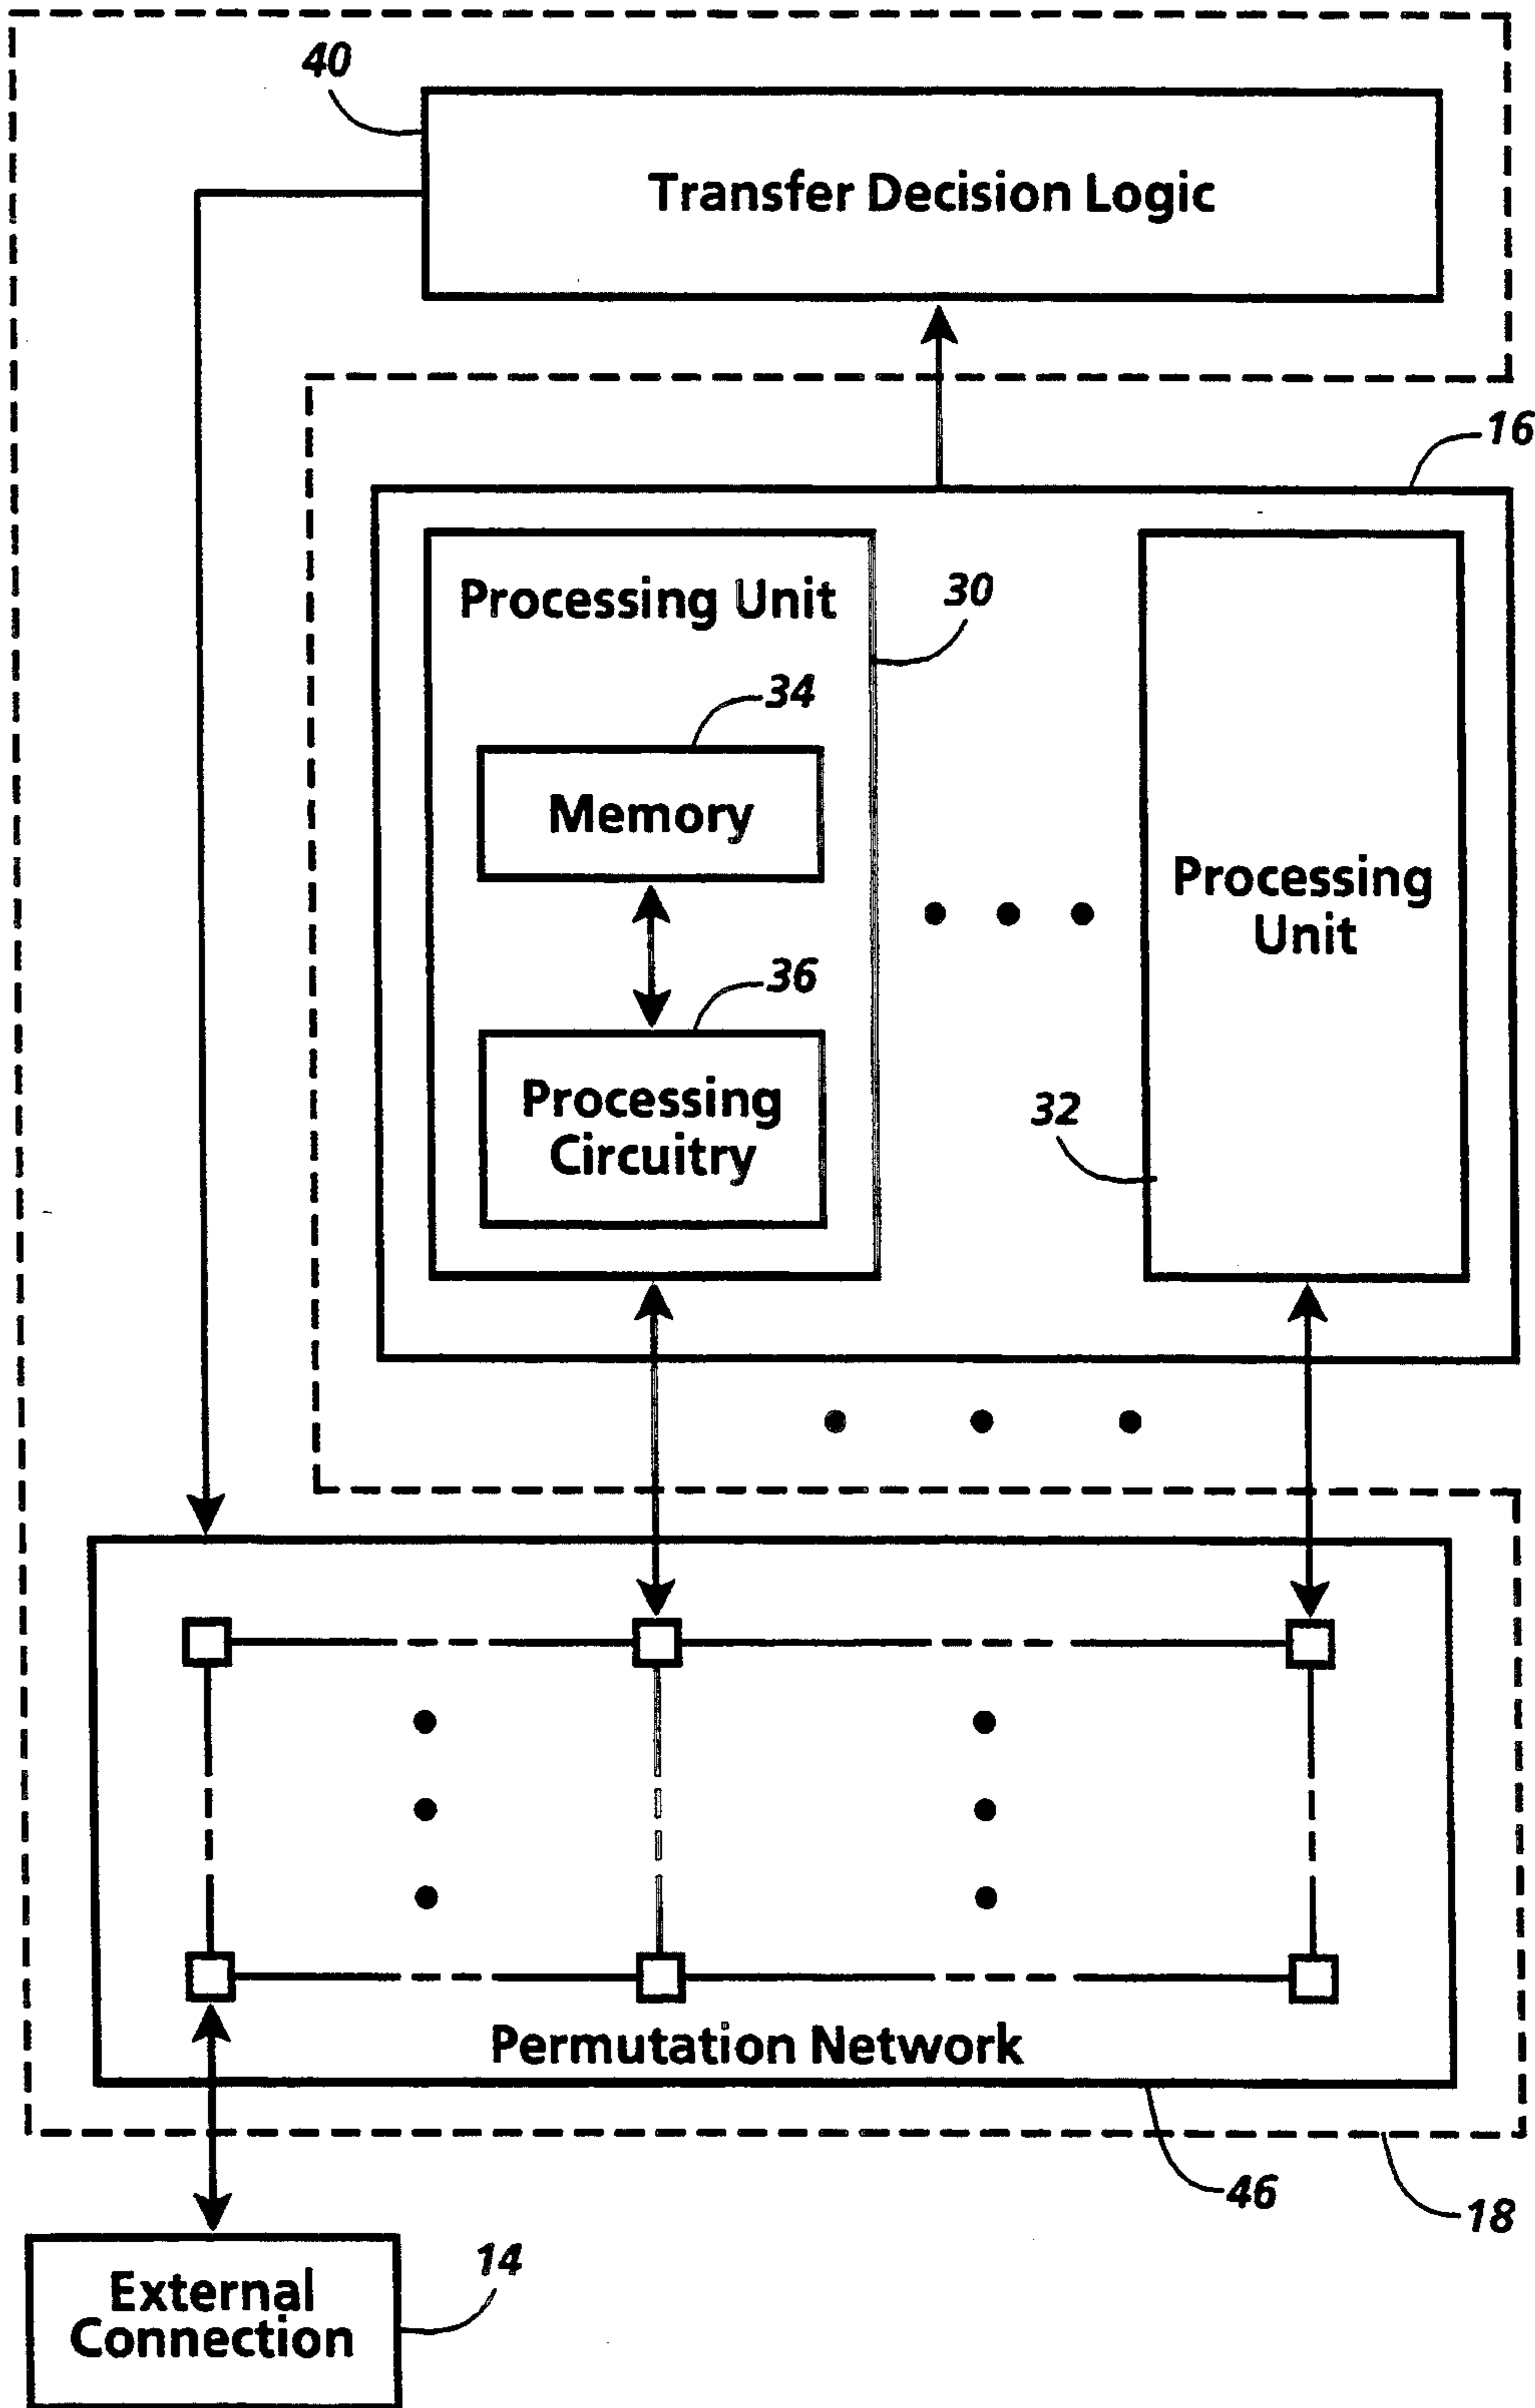 40
Transfer Decision Logic
16
Processing Unit
30
34
Memory
36
Processing
Circuitry
Processing
Unit
32
Permutation Network
46
18
14
External
Connection